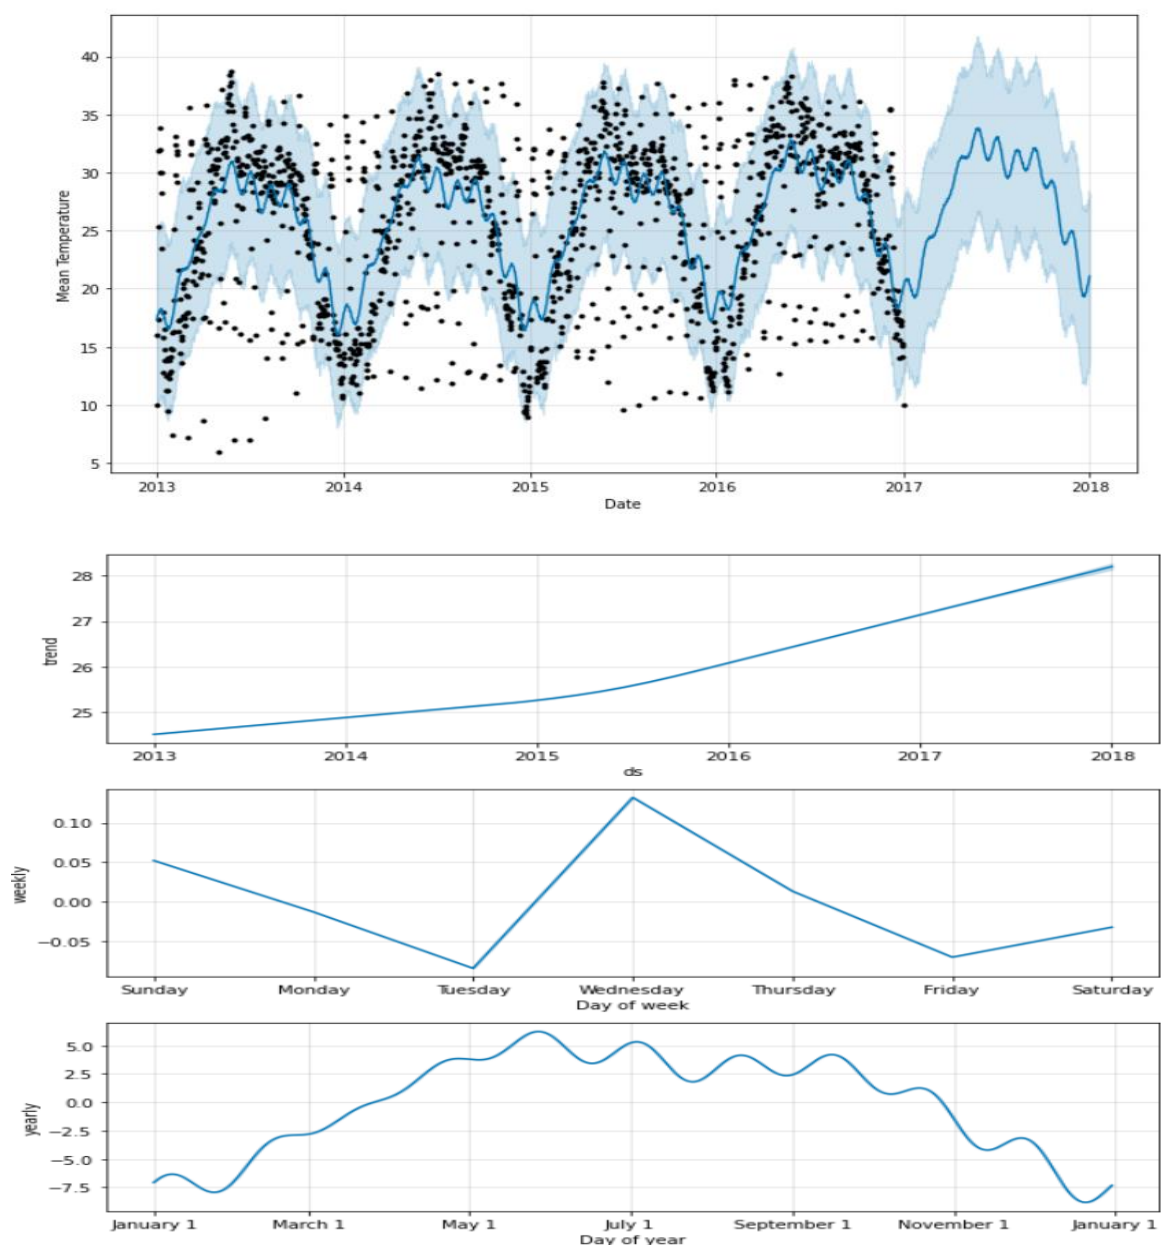 40
35
30
25
20
15
10
5
Mean Temperature
2013 2014 2015 2016 2017 2018
Date
28
27
26
25
trend
2013 2014 2015 2016 2017 2018
ds
0.10
0.05
0.00
−0.05
weekly
Sunday Monday Tuesday Wednesday Thursday Friday Saturday
Day of week
5.0
2.5
0.0
−2.5
−5.0
−7.5
yearly
January 1 March 1 May 1 July 1 September 1 November 1 January 1
Day of year